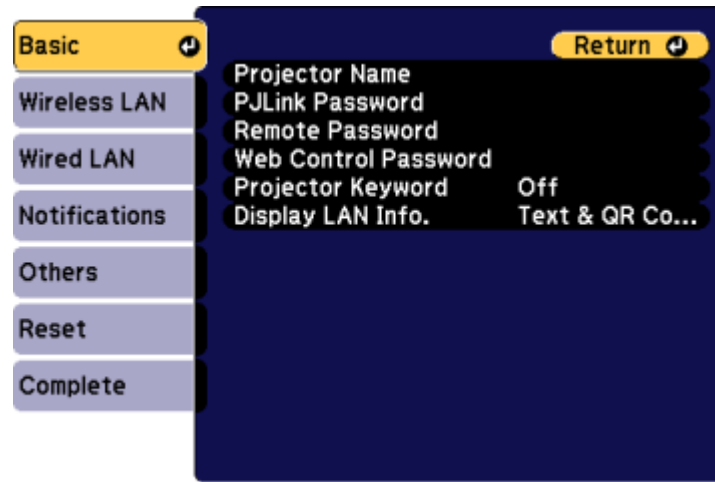 Basic
Wireless LAN
Wired LAN
Notifications
Others
Reset
Complete
Return
Projector Name
PJLink Password
Remote Password
Web Control Password
Projector Keyword Off
Display LAN Info. Text & QR Co...